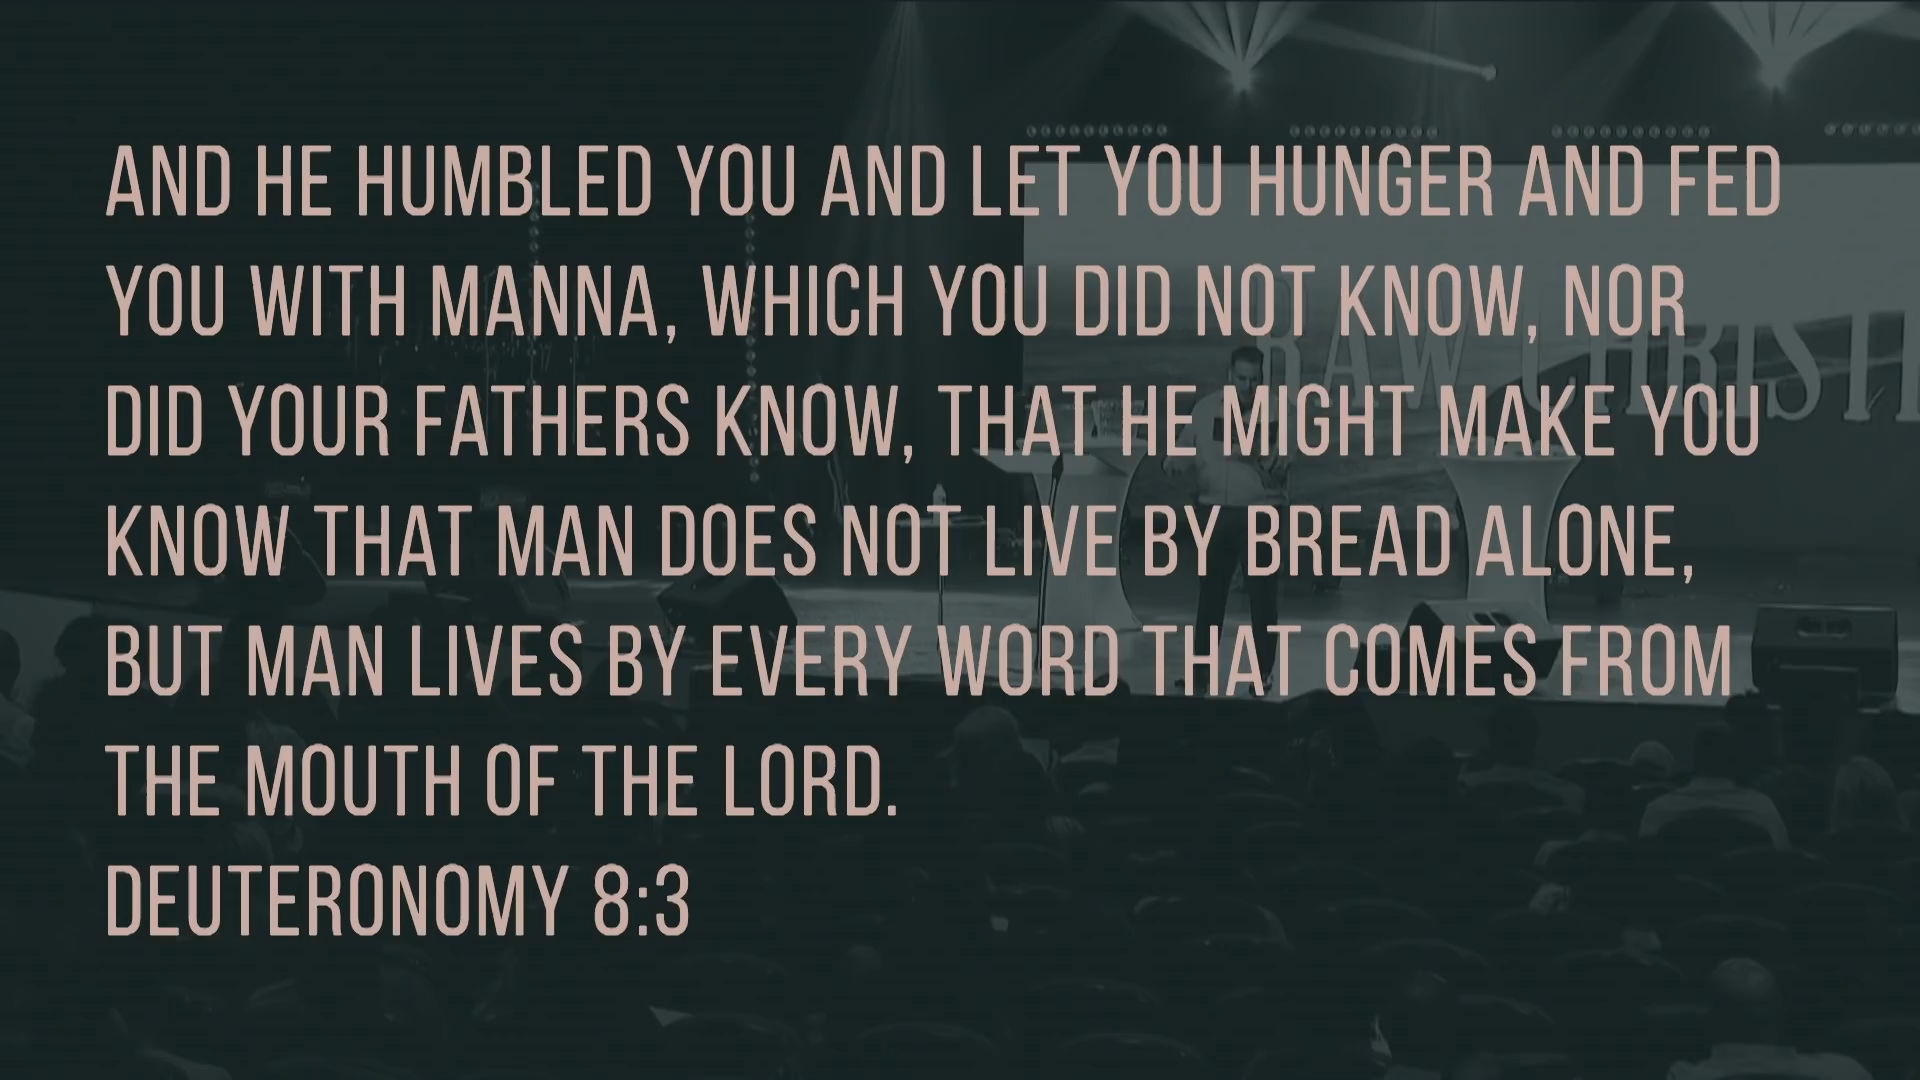 AND HE HUMBLED YOU AND LET YOU HUNGER AND FED
YOU WITH MANNA, WHICH YOU DID NOT KNOW, NOR
DID YOUR FATHERS KNOW, THAT HE MIGHT MAKE YOU
KNOW THAT MAN DOES NOT LIVE BY BREAD ALONE,
BUT MAN LIVES BY EVERY WORD THAT COMES FROM
THE MOUTH OF THE LORD.
DEUTERONOMY 8:3
RAW CHRISTI